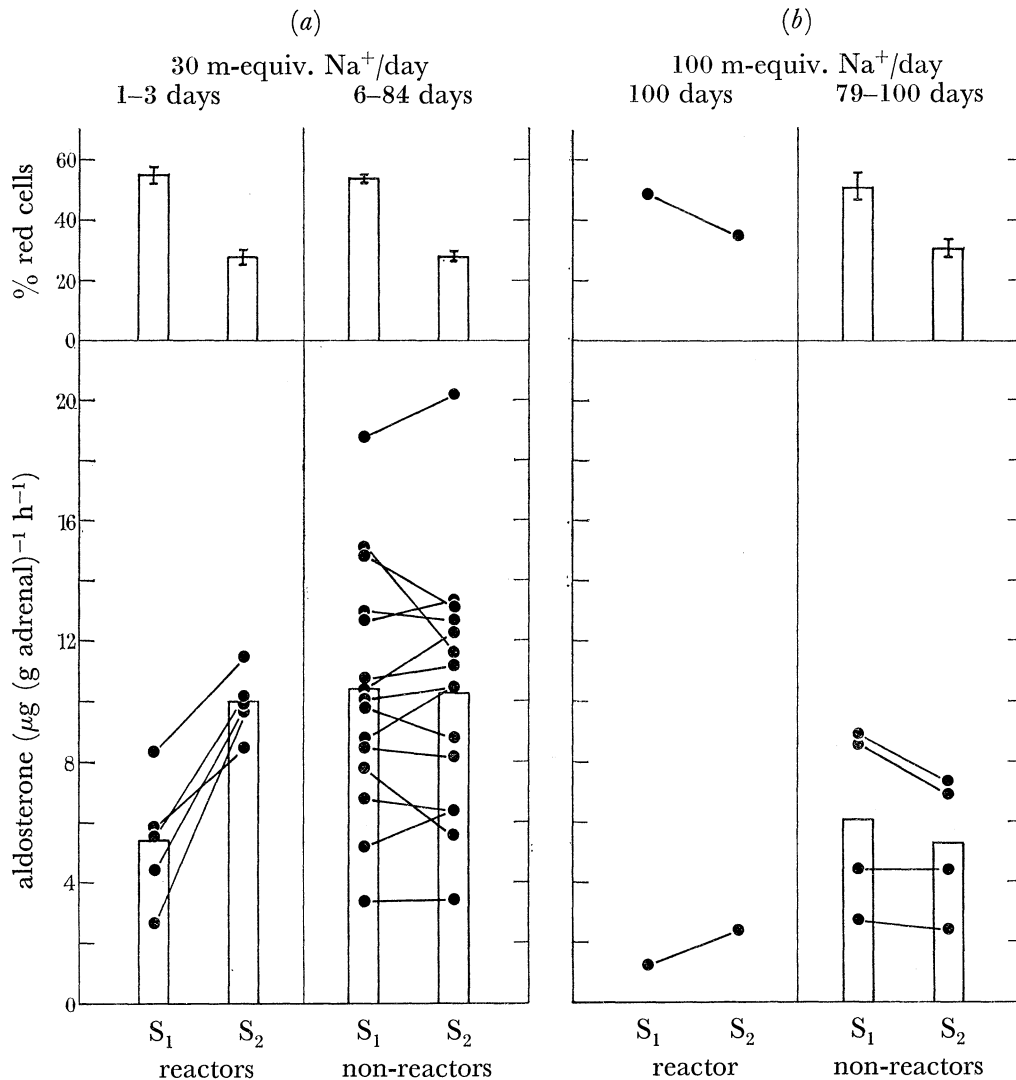 (a)
(b)
30 m-equiv. Na⁺/day
100 m-equiv. Na⁺/day
1–3 days
6–84 days
100 days
79–100 days
% red cells
60
40
20
0
aldosterone (μg (g adrenal)⁻¹ h⁻¹)
20
16
12
8
4
0
S₁
S₂
S₁
S₂
S₁
S₂
S₁
S₂
reactors
non-reactors
reactor
non-reactors